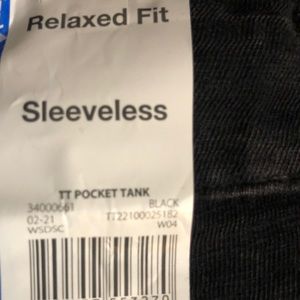 Relaxed Fit
Sleeveless
TT POCKET TANK
34000661 BLACK
02-21 TT22100025182
WSDSC W04